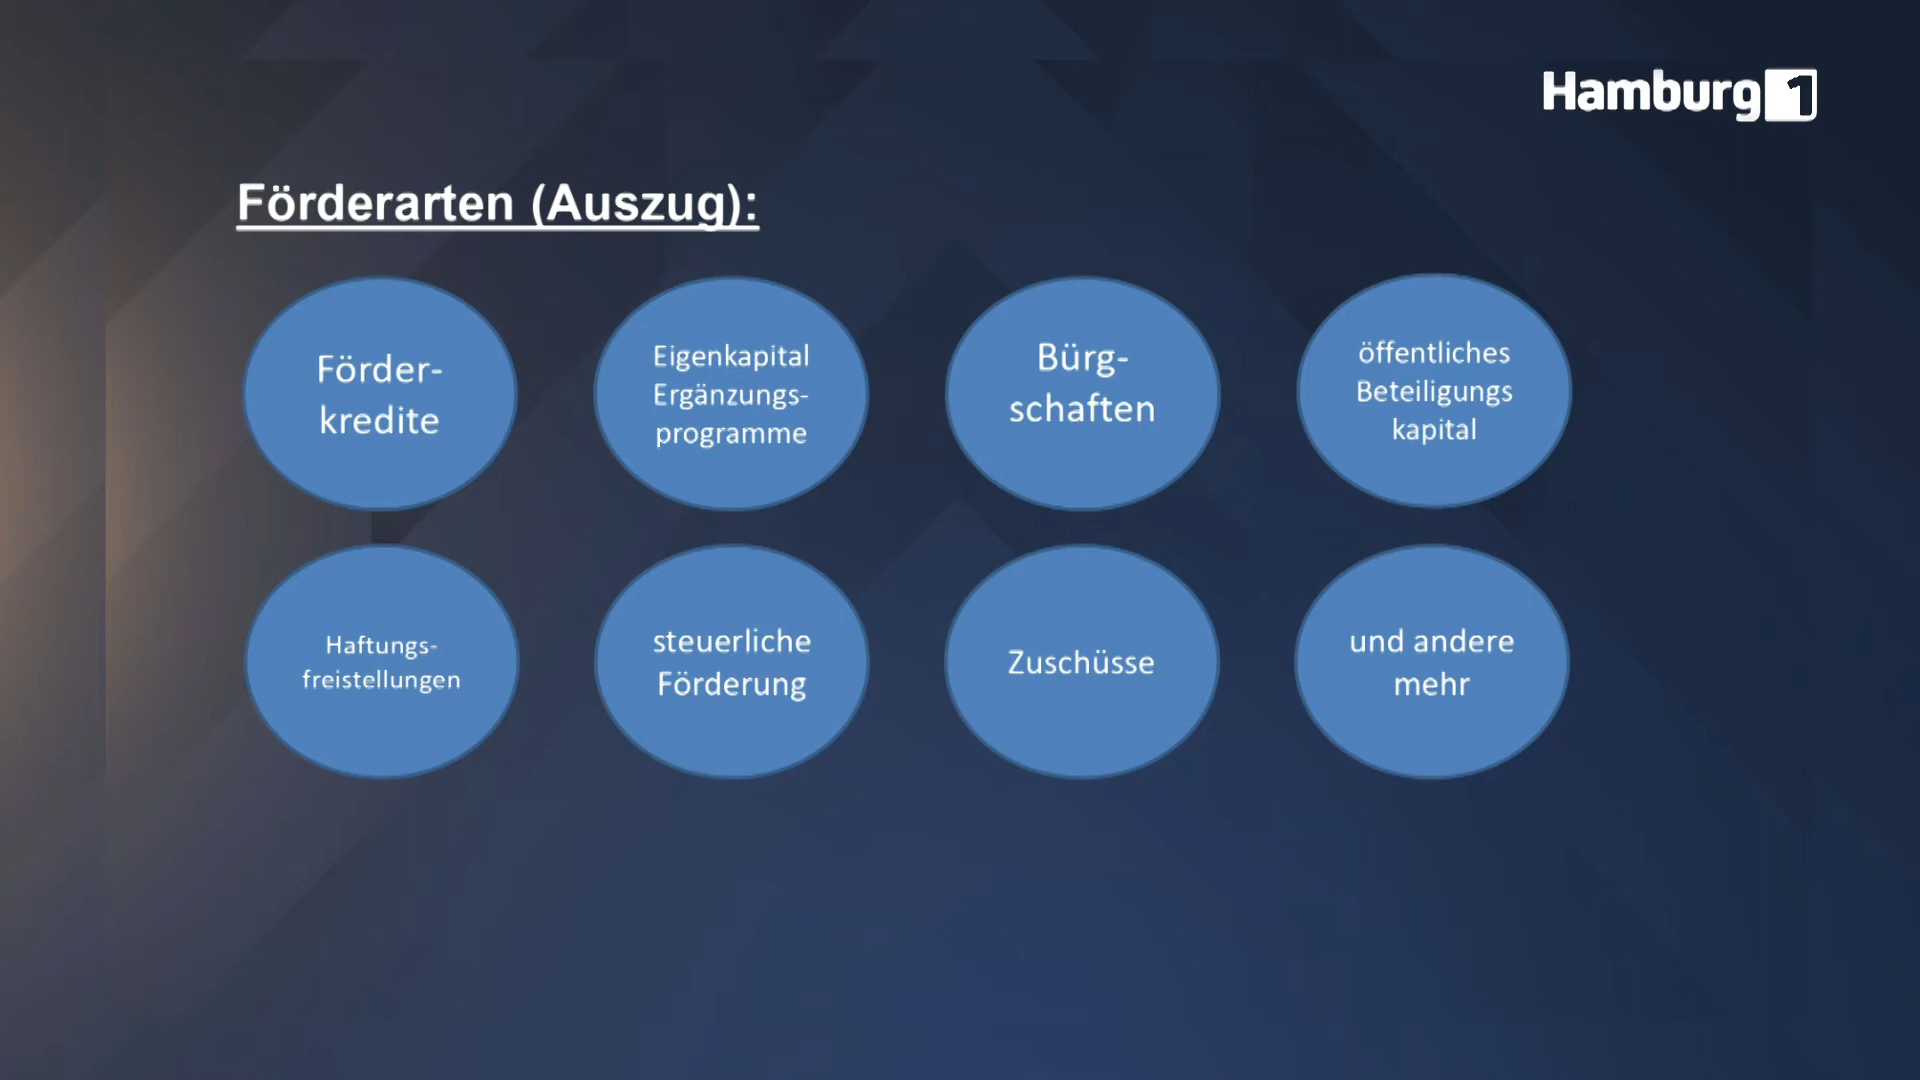 Hamburg 1
Förderarten (Auszug):
Förder-
kredite
Eigenkapital
Ergänzungs-
programme
Bürg-
schaften
öffentliches
Beteiligungs
kapital
Haftungs-
freistellungen
steuerliche
Förderung
Zuschüsse
und andere
mehr